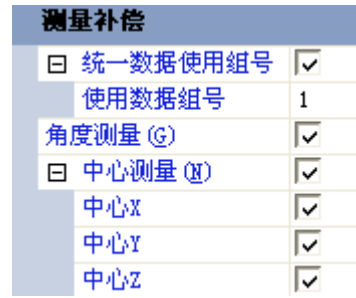 测量补偿
统一数据使用组号
使用数据组号 1
角度测量(G)
中心测量(N)
中心X
中心Y
中心Z